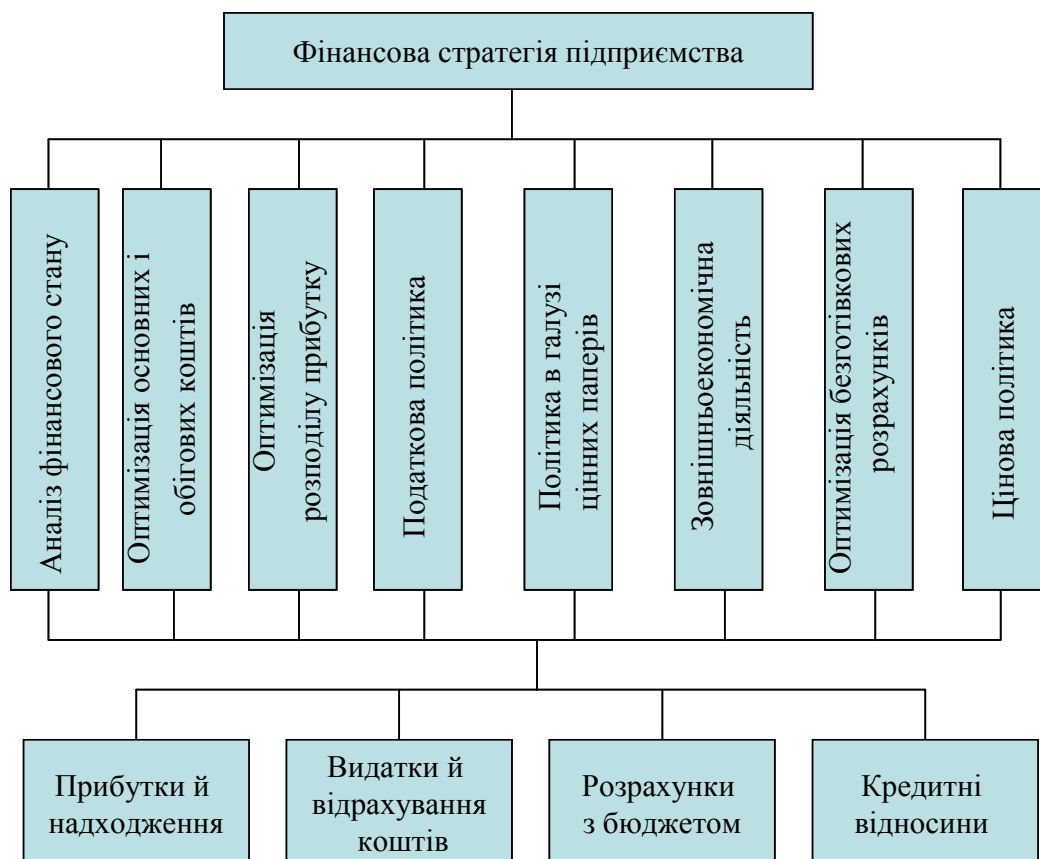 Фінансова стратегія підприємства
Аналіз фінансового стану
Оптимізація основних і
обігових коштів
Оптимізація
розподілу прибутку
Податкова політика
Політика в галузі
цінних паперів
Зовнішньоекономічна
діяльність
Оптимізація безготівкових
розрахунків
Цінова політика
Прибутки й
надходження
Видатки й
відрахування
коштів
Розрахунки
з бюджетом
Кредитні
відносини